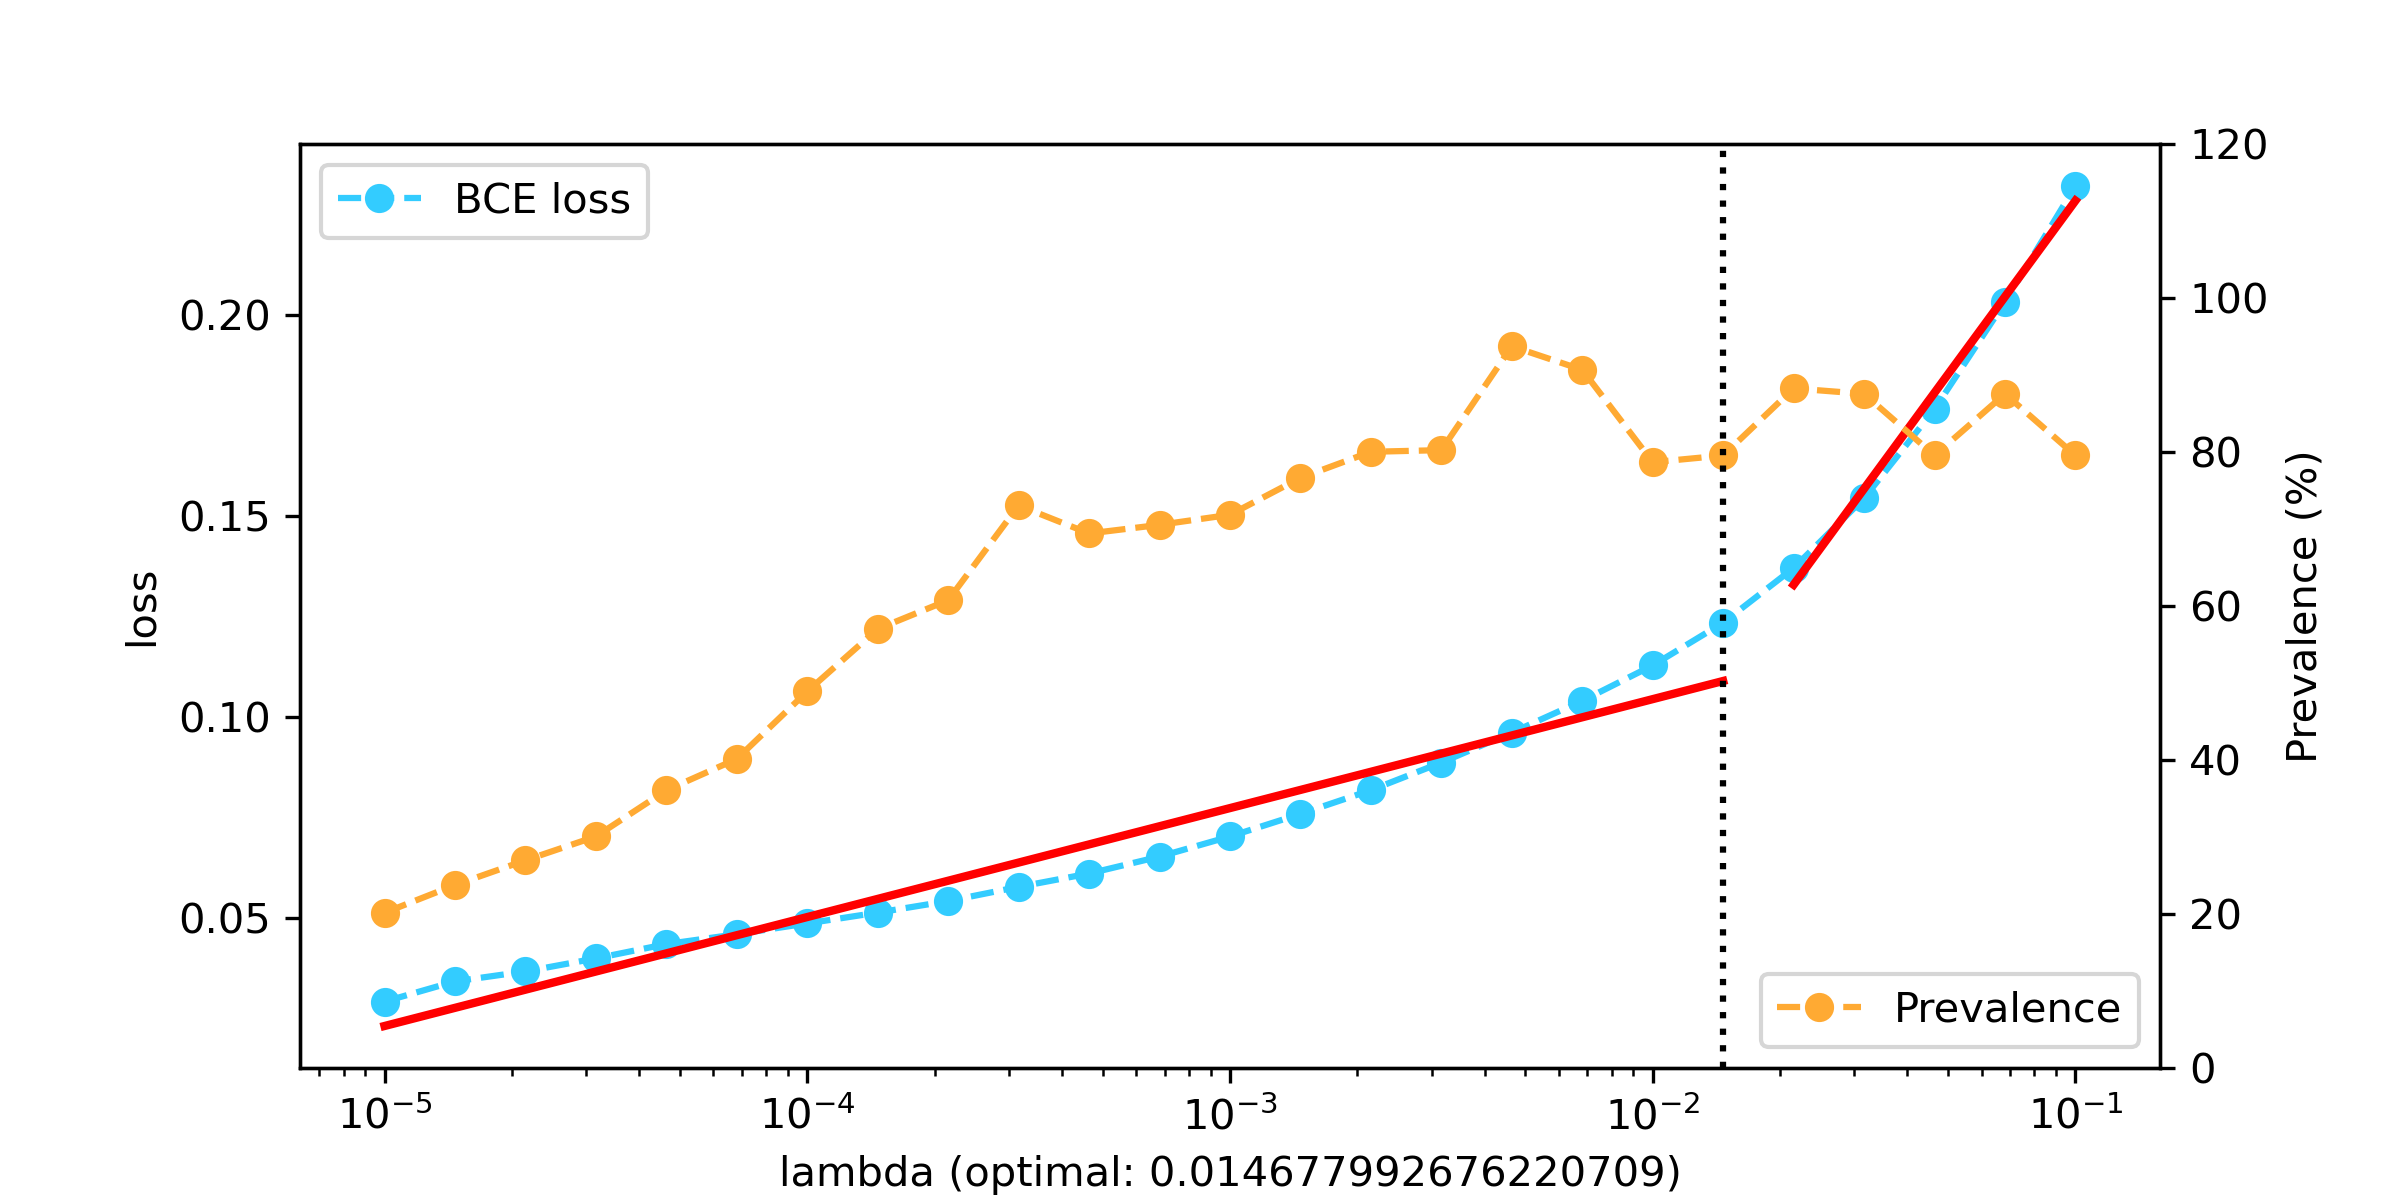 120
BCE loss
100
0.20
80
0.15
loss
60
Prevalence (%)
0.10
40
0.05
20
Prevalence
0
10⁻⁵ 10⁻⁴ 10⁻³ 10⁻² 10⁻¹
lambda (optimal: 0.014677992676220709)